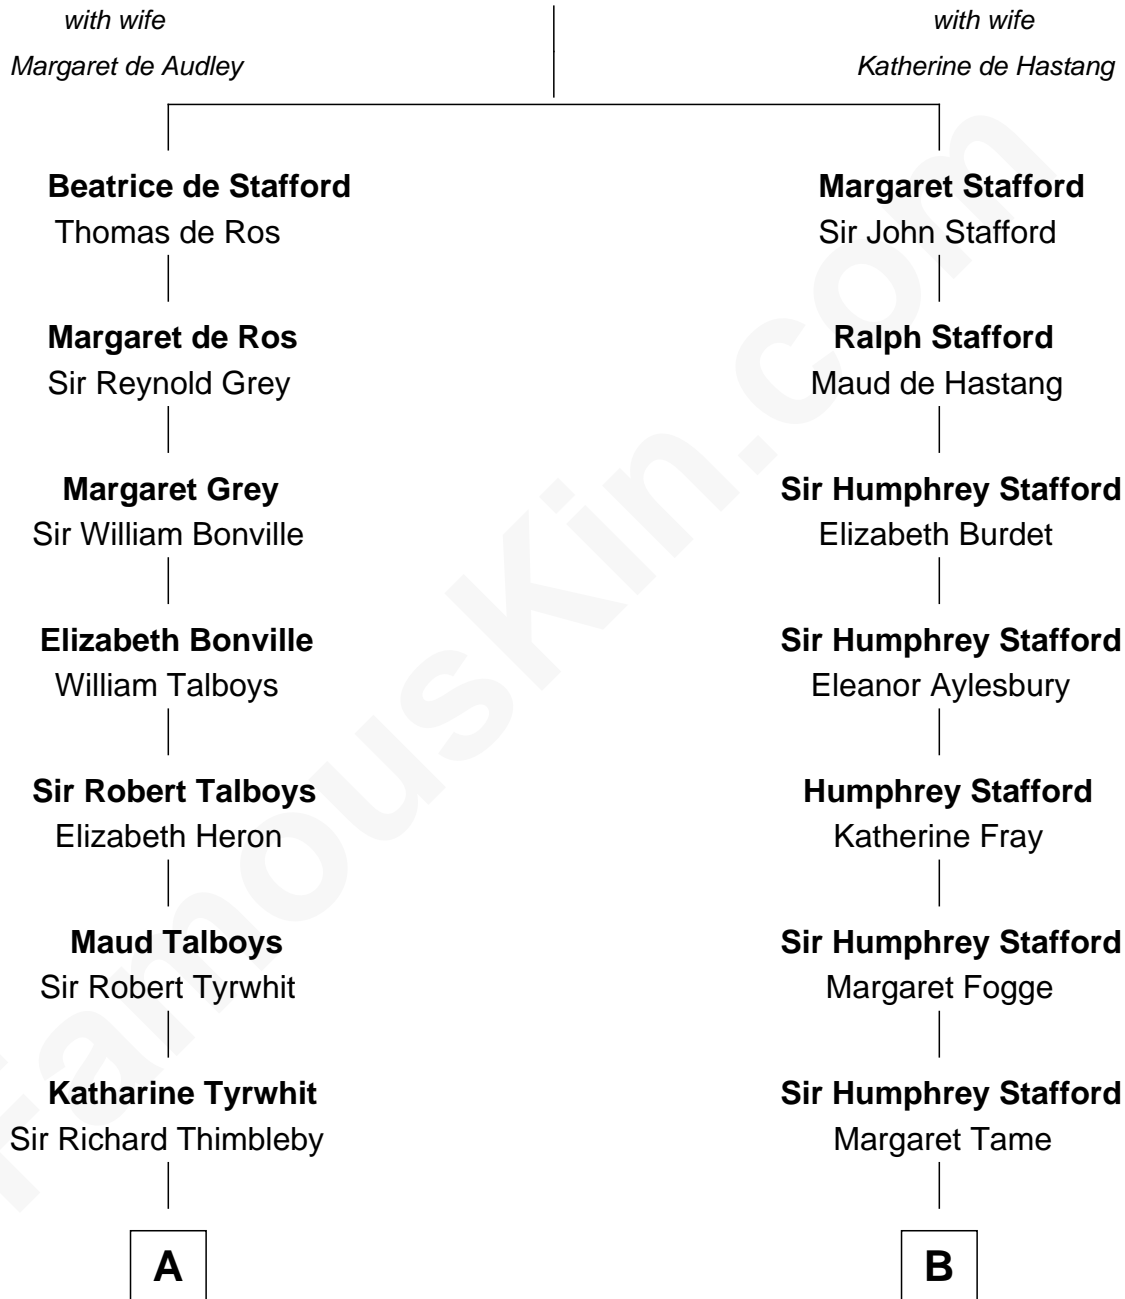 with wife
Margaret de Audley
with wife
Katherine de Hastang
Beatrice de Stafford
Thomas de Ros
Margaret Stafford
Sir John Stafford
Margaret de Ros
Sir Reynold Grey
Ralph Stafford
Maud de Hastang
Margaret Grey
Sir William Bonville
Sir Humphrey Stafford
Elizabeth Burdet
Elizabeth Bonville
William Talboys
Sir Humphrey Stafford
Eleanor Aylesbury
Sir Robert Talboys
Elizabeth Heron
Humphrey Stafford
Katherine Fray
Maud Talboys
Sir Robert Tyrwhit
Sir Humphrey Stafford
Margaret Fogge
Katharine Tyrwhit
Sir Richard Thimbleby
Sir Humphrey Stafford
Margaret Tame
A
B
FamousKin.com